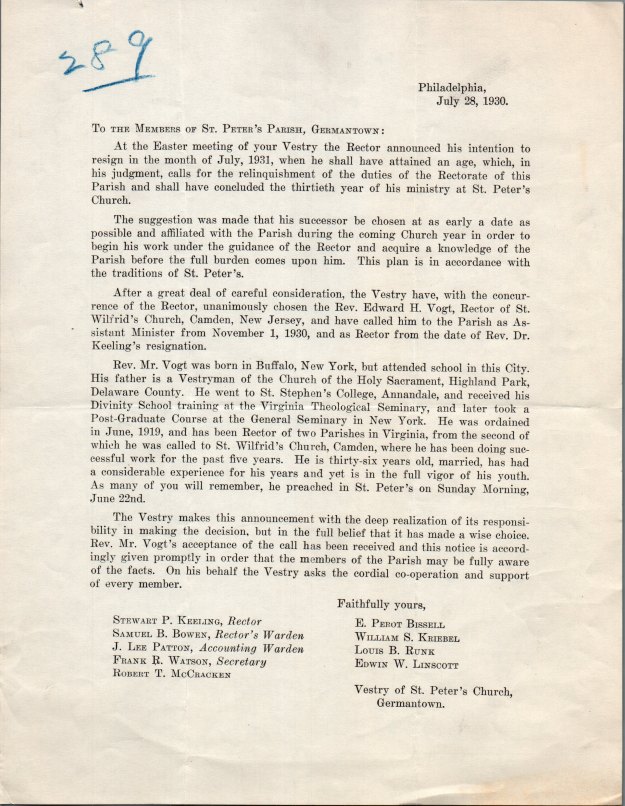 289
Philadelphia,
July 28, 1930.
To the Members of St. Peter's Parish, Germantown:
At the Easter meeting of your Vestry the Rector announced his intention to
resign in the month of July, 1931, when he shall have attained an age, which, in
his judgment, calls for the relinquishment of the duties of the Rectorate of this
Parish and shall have concluded the thirtieth year of his ministry at St. Peter's
Church.
The suggestion was made that his successor be chosen at as early a date as
possible and affiliated with the Parish during the coming Church year in order to
begin his work under the guidance of the Rector and acquire a knowledge of the
Parish before the full burden comes upon him. This plan is in accordance with
the traditions of St. Peter's.
After a great deal of careful consideration, the Vestry have, with the concur-
rence of the Rector, unanimously chosen the Rev. Edward H. Vogt, Rector of St.
Wilfrid's Church, Camden, New Jersey, and have called him to the Parish as As-
sistant Minister from November 1, 1930, and as Rector from the date of Rev. Dr.
Keeling's resignation.
Rev. Mr. Vogt was born in Buffalo, New York, but attended school in this City.
His father is a Vestryman of the Church of the Holy Sacrament, Highland Park,
Delaware County. He went to St. Stephen's College, Annandale, and received his
Divinity School training at the Virginia Theological Seminary, and later took a
Post-Graduate Course at the General Seminary in New York. He was ordained
in June, 1919, and has been Rector of two Parishes in Virginia, from the second of
which he was called to St. Wilfrid's Church, Camden, where he has been doing suc-
cessful work for the past five years. He is thirty-six years old, married, has had
a considerable experience for his years and yet is in the full vigor of his youth.
As many of you will remember, he preached in St. Peter's on Sunday Morning,
June 22nd.
The Vestry makes this announcement with the deep realization of its responsi-
bility in making the decision, but in the full belief that it has made a wise choice.
Rev. Mr. Vogt's acceptance of the call has been received and this notice is accord-
ingly given promptly in order that the members of the Parish may be fully aware
of the facts. On his behalf the Vestry asks the cordial co-operation and support
of every member.
Faithfully yours,
Stewart P. Keeling, Rector
Samuel B. Bowen, Rector's Warden
J. Lee Patton, Accounting Warden
Frank R. Watson, Secretary
Robert T. McCracken
E. Perot Bissell
William S. Kriebel
Louis B. Runk
Edwin W. Linscott
Vestry of St. Peter's Church,
Germantown.